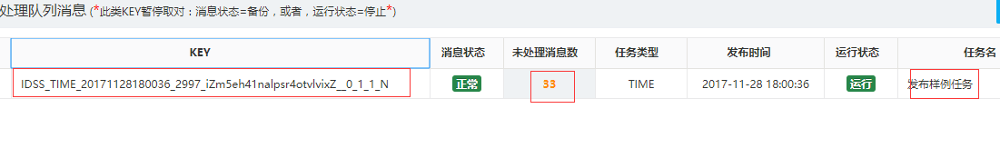 处理队列消息 (*此类KEY暂停取对：消息状态=备份，或者，运行状态=停止*)
KEY 消息状态 未处理消息数 任务类型 发布时间 运行状态 任务名
IDSS_TIME_20171128180036_2997_iZm5eh41nalpsr4otvlvixZ__0_1_1_N 正常 33 TIME 2017-11-28 18:00:36 运行 发布样例任务